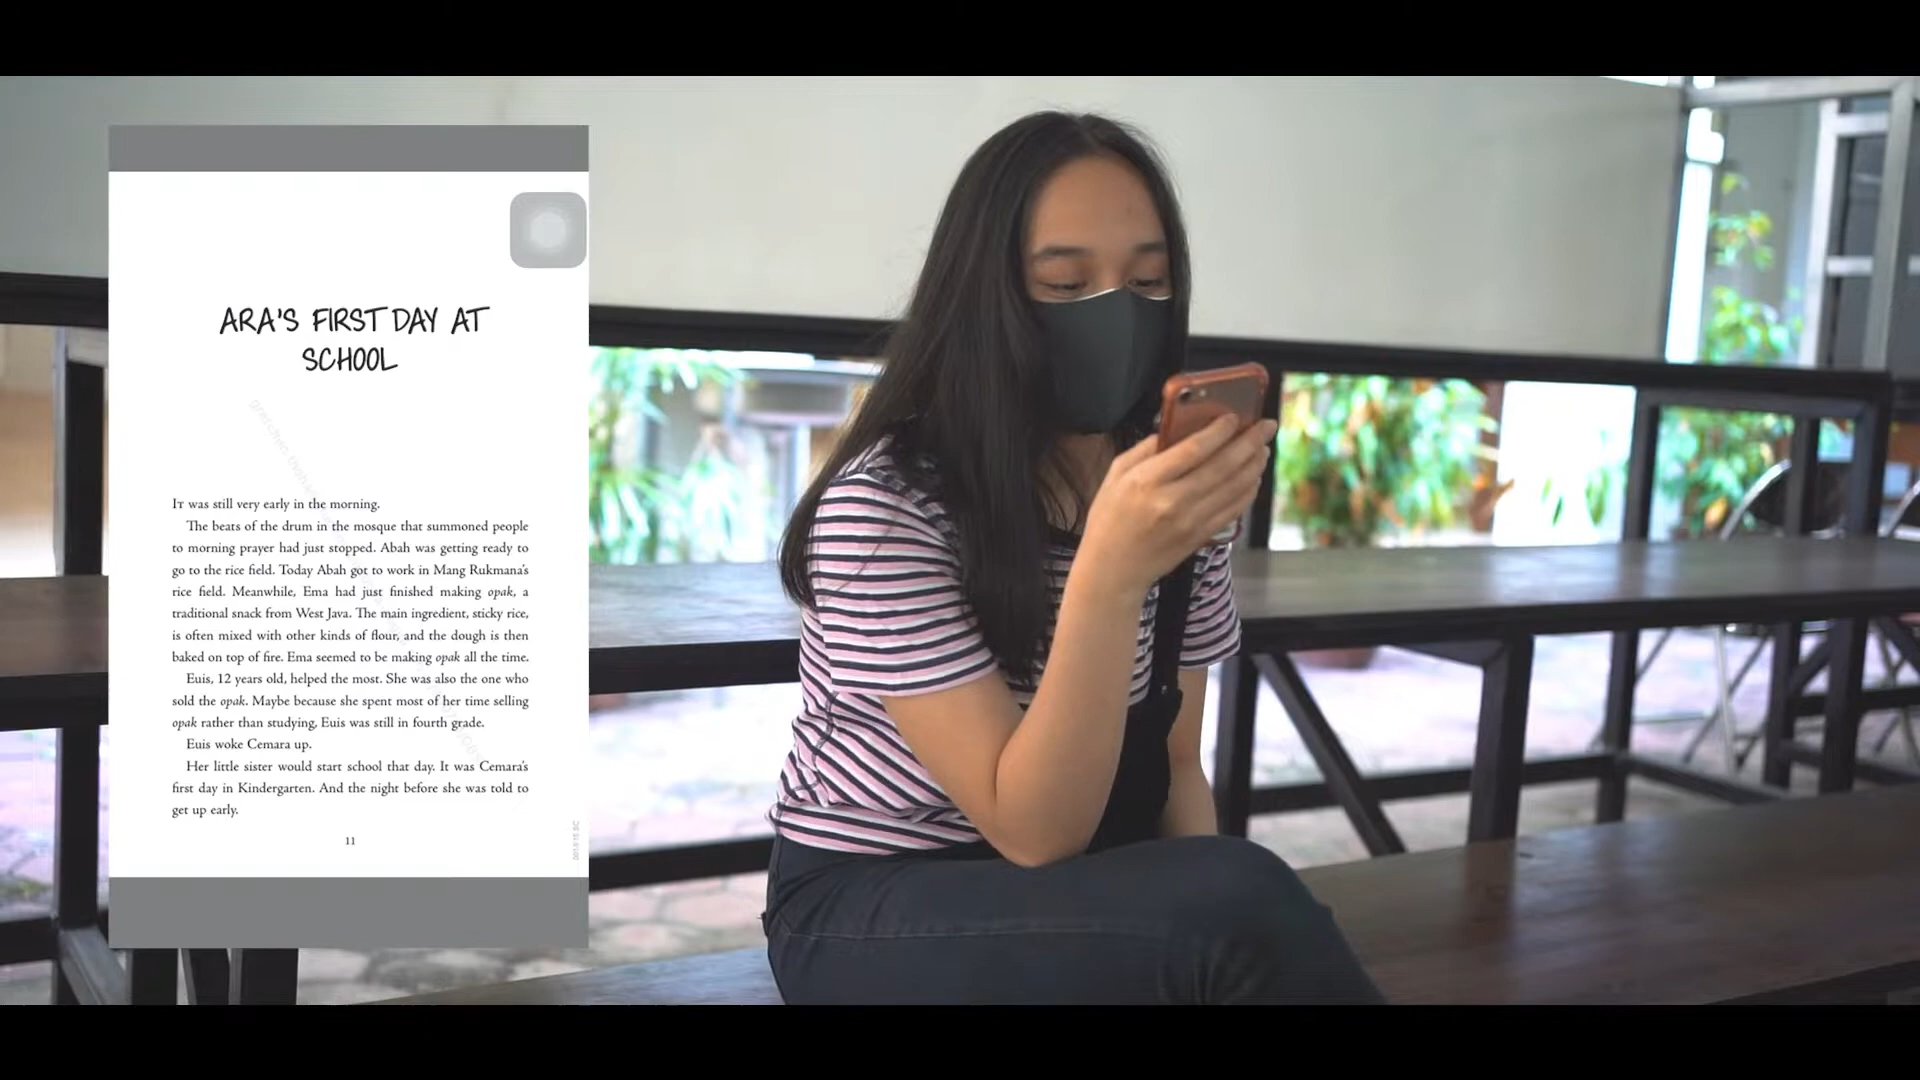 ARA'S FIRST DAY AT
SCHOOL
IT was still very early in the morning.
The beats of the drum in the mosque that summoned people
to morning prayer had just stopped. Abah was getting ready to
go to the rice field. Today Abah got to work in Mang Rukmana's
rice field. Meanwhile, Ema had just finished making opak, a
traditional snack from West Java. The main ingredient, sticky rice,
is often mixed with other kinds of flour, and the dough is then
baked on top of fire. Ema seemed to be making opak all the time.
Euis, 12 years old, helped the most. She was also the one who
sold the opak. Maybe because she spent most of her time selling
opak rather than studying, Euis was still in fourth grade.
Euis woke Cemara up.
Her little sister would start school that day. It was Cemara's
first day in Kindergarten. And the night before she was told to
get up early.
11